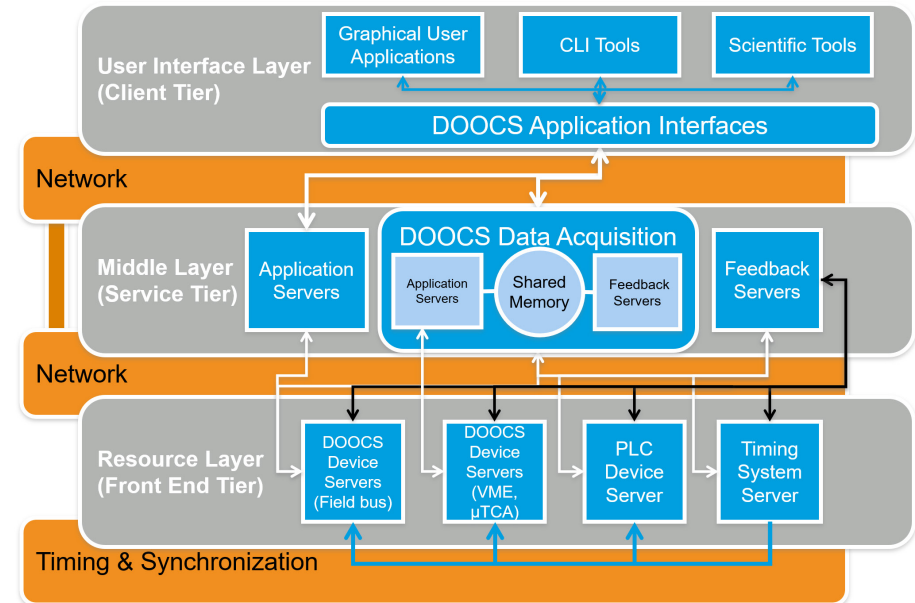 User Interface Layer
(Client Tier)
Graphical User
Applications
CLI Tools
Scientific Tools
DOOCS Application Interfaces
Network
Middle Layer
(Service Tier)
Application
Servers
DOOCS Data Acquisition
Application
Servers
Shared
Memory
Feedback
Servers
Feedback
Servers
Network
Resource Layer
(Front End Tier)
DOOCS
Device
Servers
(Field bus)
DOOCS
Device
Servers
(VME,
µTCA)
PLC
Device
Server
Timing
System
Server
Timing & Synchronization